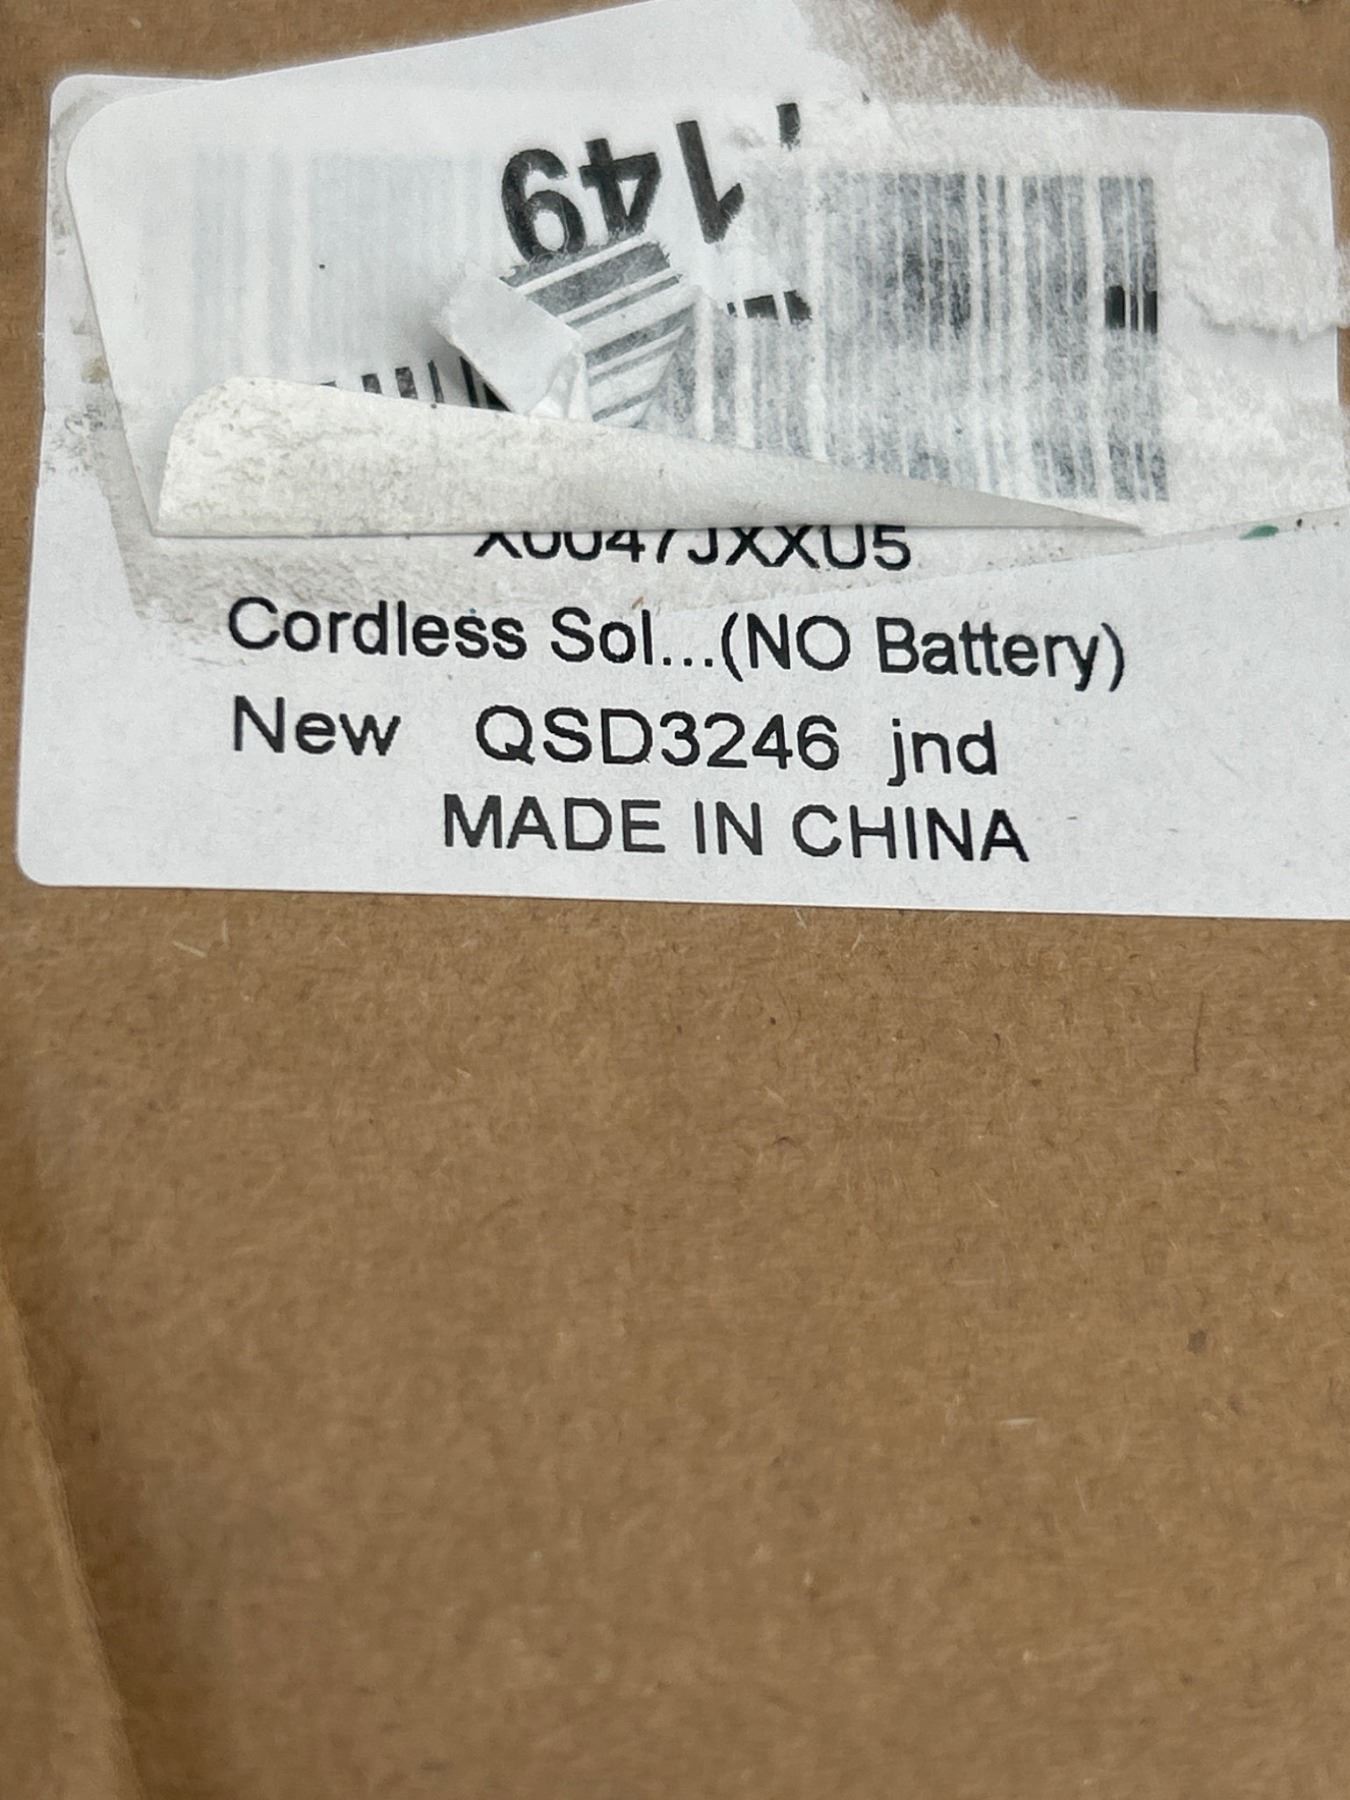 149
X0047JXXU5
Cordless Sol...(NO Battery)
New QSD3246 jnd
MADE IN CHINA